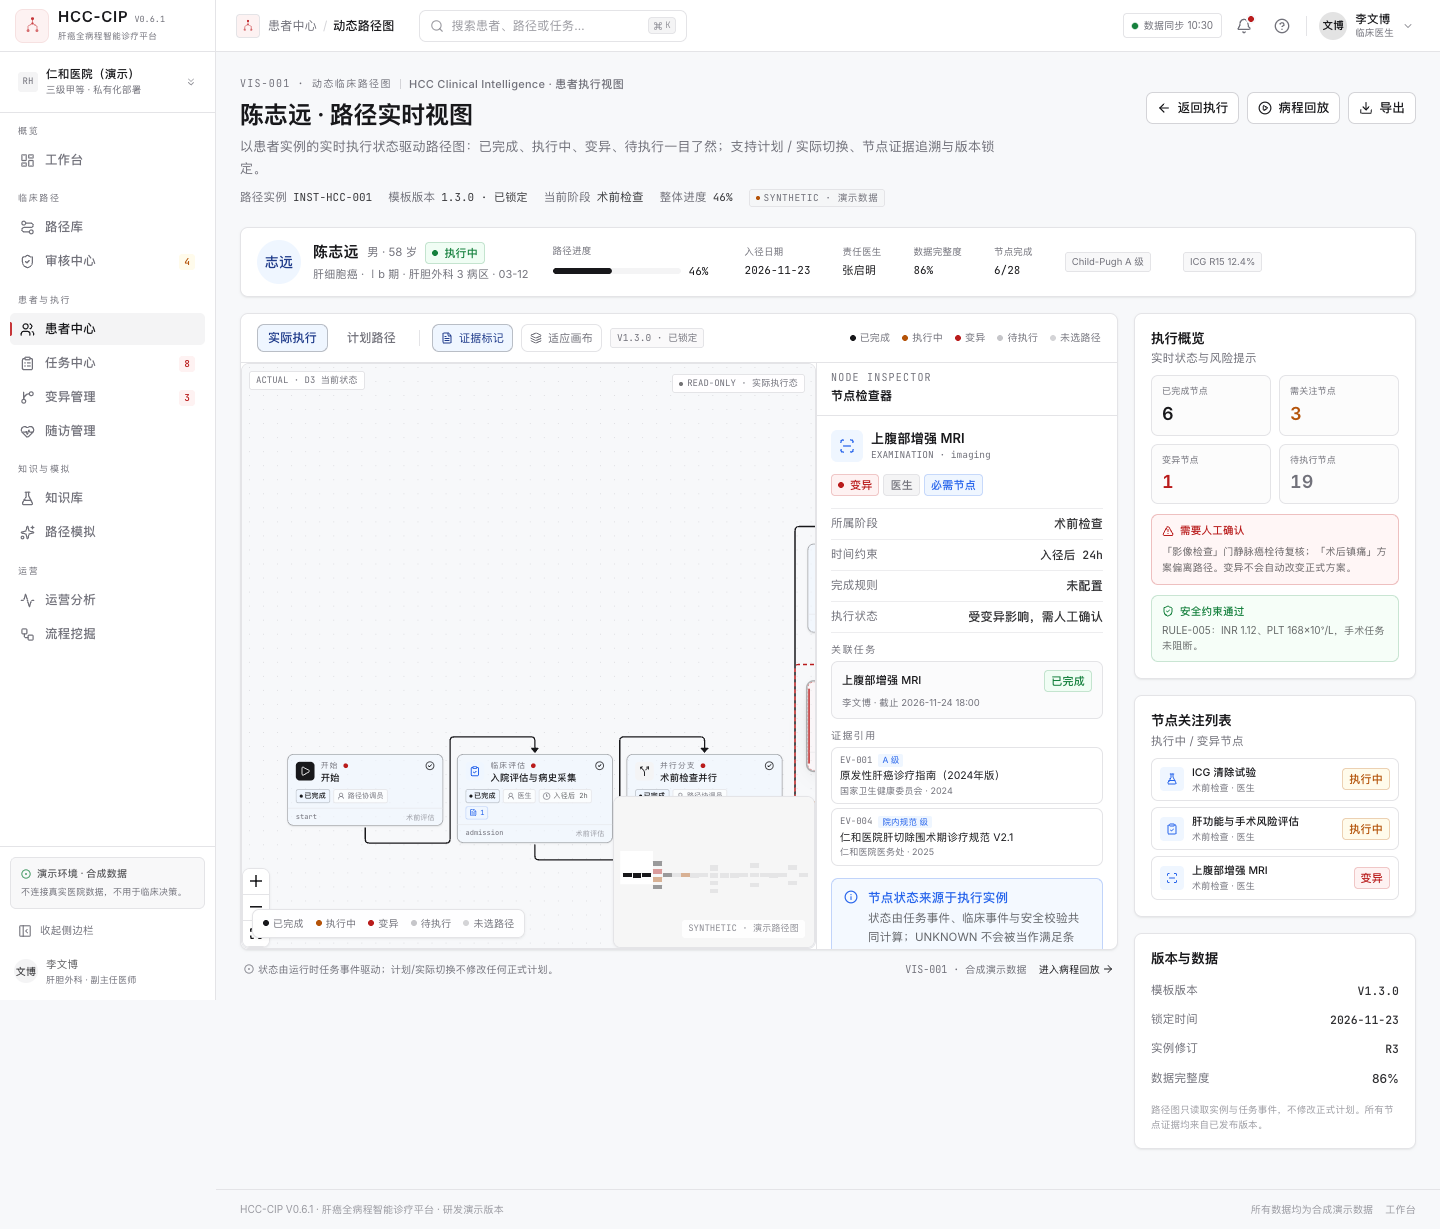 HCC-CIP V0.6.1
肝癌全病程智能诊疗平台
RH
仁和医院（演示）
三级甲等 · 私有化部署
概览
工作台
临床路径
路径库
审核中心 4
患者与执行
患者中心
任务中心 8
变异管理 3
随访管理
知识与模拟
知识库
路径模拟
运营
运营分析
流程挖掘
演示环境 · 合成数据
不连接真实医院数据，不用于临床决策。
收起侧边栏
文博
李文博
肝胆外科 · 副主任医师
患者中心 / 动态路径图
搜索患者、路径或任务... ⌘ K
数据同步 10:30
文博
李文博
临床医生
VIS-001 · 动态临床路径图 | HCC Clinical Intelligence · 患者执行视图
陈志远 · 路径实时视图
以患者实例的实时执行状态驱动路径图：已完成、执行中、变异、待执行一目了然；支持计划 / 实际切换、节点证据追溯与版本锁
定。
路径实例 INST-HCC-001 模板版本 1.3.0 · 已锁定 当前阶段 术前检查 整体进度 46% SYNTHETIC · 演示数据
返回执行
病程回放
导出
志远
陈志远 男 · 58 岁 执行中
肝细胞癌 · Ⅰb 期 · 肝胆外科 3 病区 · 03-12
路径进度
46%
入径日期
2026-11-23
责任医生
张启明
数据完整度
86%
节点完成
6/28
Child-Pugh A 级
ICG R15 12.4%
实际执行
计划路径
证据标记
适应画布
V1.3.0 · 已锁定
已完成 执行中 变异 待执行 未选路径
ACTUAL · D3 当前状态
READ-ONLY · 实际执行态
开始
开始
已完成 路径协调员
start 术前评估
临床评估
入院评估与病史采集
已完成 医生 入径后 2h
1
admission 术前评估
并行分支
术前检查并行
已完成 路径协调员
已完成 执行中 变异 待执行 未选路径
SYNTHETIC · 演示路径图
NODE INSPECTOR
节点检查器
上腹部增强 MRI
EXAMINATION · imaging
变异 医生 必需节点
所属阶段 术前检查
时间约束 入径后 24h
完成规则 未配置
执行状态 受变异影响，需人工确认
关联任务
上腹部增强 MRI 已完成
李文博 · 截止 2026-11-24 18:00
证据引用
EV-001 A 级
原发性肝癌诊疗指南（2024年版）
国家卫生健康委员会 · 2024
EV-004 院内规范 级
仁和医院肝切除围术期诊疗规范 V2.1
仁和医院医务处 · 2025
节点状态来源于执行实例
状态由任务事件、临床事件与安全校验共
同计算；UNKNOWN 不会被当作满足条
状态由运行时任务事件驱动；计划/实际切换不修改任何正式计划。
VIS-001 · 合成演示数据 进入病程回放
执行概览
实时状态与风险提示
已完成节点
6
需关注节点
3
变异节点
1
待执行节点
19
需要人工确认
「影像检查」门静脉癌栓待复核；「术后镇痛」方
案偏离路径。变异不会自动改变正式方案。
安全约束通过
RULE-005：INR 1.12、PLT 168×10⁹/L，手术任务
未阻断。
节点关注列表
执行中 / 变异节点
ICG 清除试验
术前检查 · 医生
执行中
肝功能与手术风险评估
术前检查 · 医生
执行中
上腹部增强 MRI
术前检查 · 医生
变异
版本与数据
模板版本 V1.3.0
锁定时间 2026-11-23
实例修订 R3
数据完整度 86%
路径图只读取实例与任务事件，不修改正式计划。所有节
点证据均来自已发布版本。
HCC-CIP V0.6.1 · 肝癌全病程智能诊疗平台 · 研发演示版本
所有数据均为合成演示数据 工作台